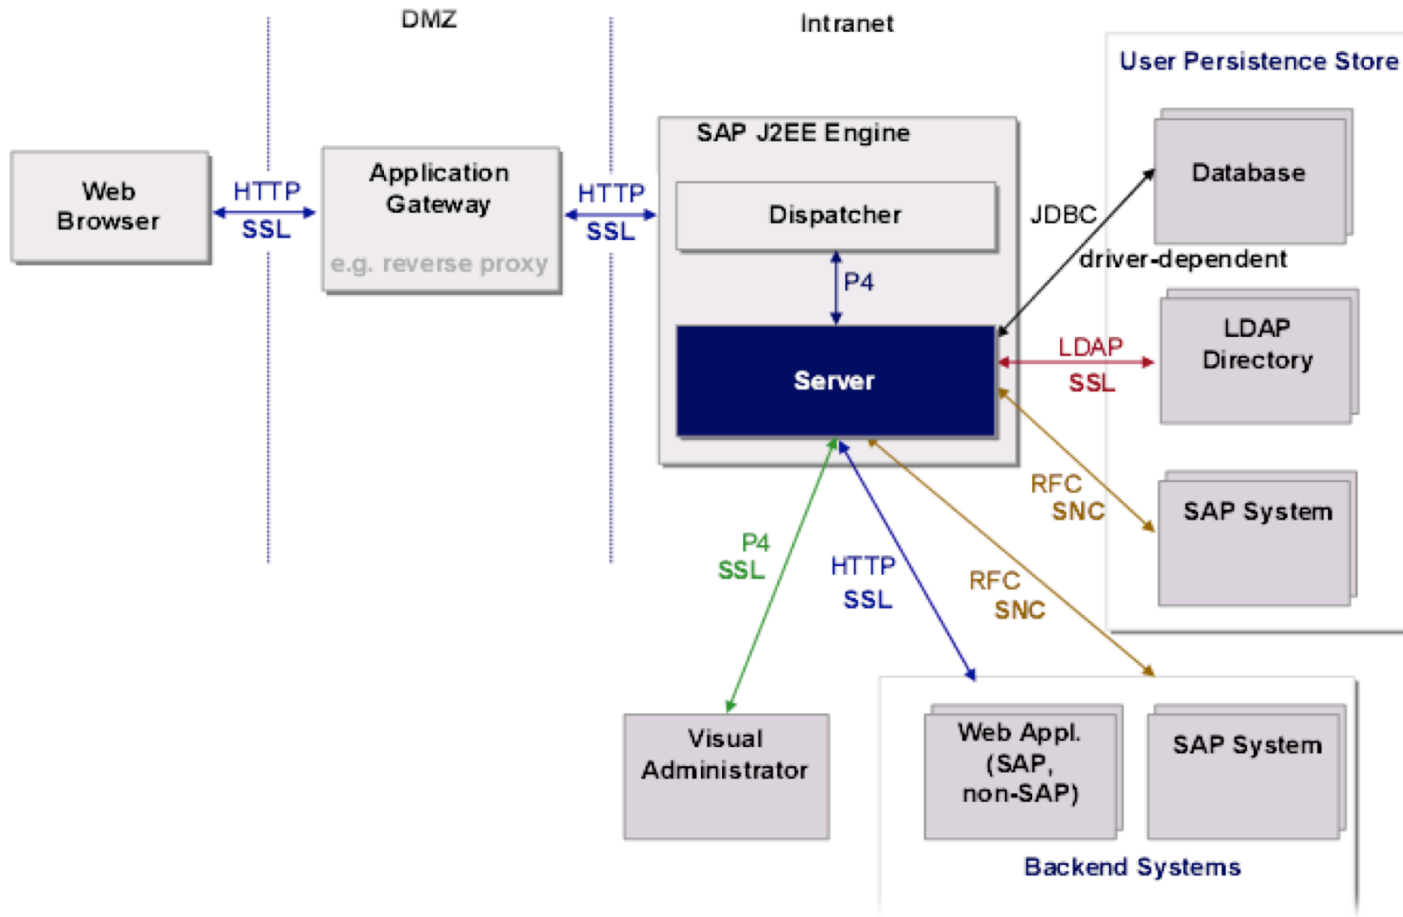 DMZ
Intranet
User Persistence Store
SAP J2EE Engine
Web
Browser
HTTP
SSL
Application
Gateway
e.g. reverse proxy
HTTP
SSL
Dispatcher
P4
Server
JDBC
driver-dependent
Database
LDAP
SSL
LDAP
Directory
RFC
SNC
SAP System
P4
SSL
HTTP
SSL
RFC
SNC
Visual
Administrator
Web Appl.
(SAP,
non-SAP)
SAP System
Backend Systems